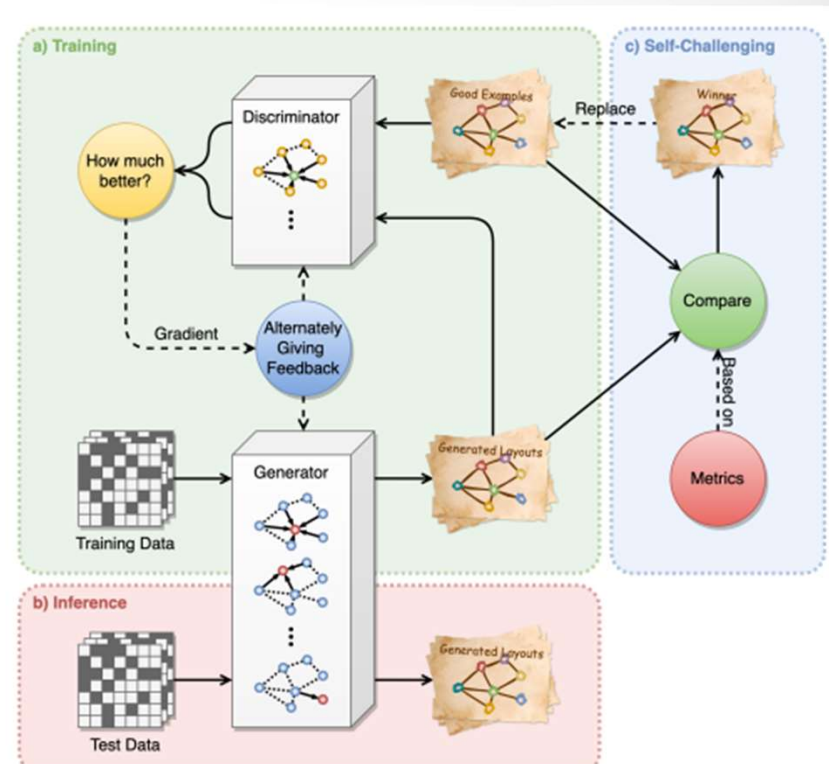 a) Training
c) Self-Challenging
Discriminator
Good Examples
Replace
Winner
How much
better?
Gradient
Alternately
Giving
Feedback
Compare
Based on
Metrics
Training Data
Generator
Generated Layouts
b) Inference
Test Data
Generated Layouts